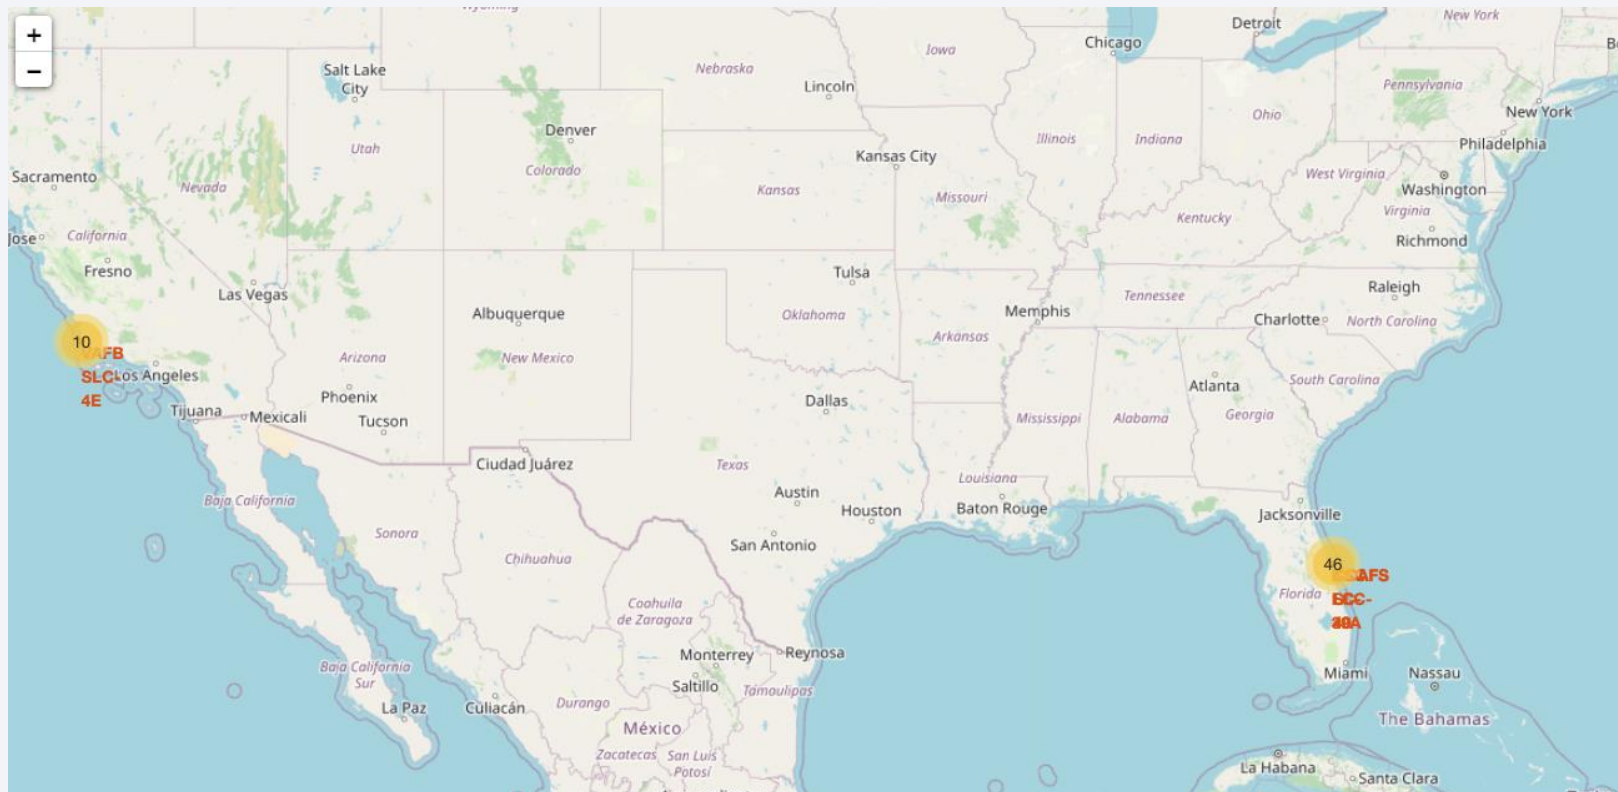 +
−
Wyoming
Detroit
New York
Chicago
Iowa
Salt Lake
City
Nebraska
Lincoln
Pennsylvania
New York
Ohio
Denver
Illinois
Indiana
Philadelphia
Utah
Colorado
Kansas City
Sacramento
Nevada
Kansas
Missouri
West Virginia
Washington
Kentucky
Virginia
Jose
California
Richmond
Fresno
Las Vegas
Tulsa
Raleigh
Tennessee
Albuquerque
Oklahoma
Memphis
Charlotte
North Carolina
10
Arkansas
VAFB
Arizona
New Mexico
SLC-
Los Angeles
4E
Phoenix
Dallas
Atlanta
South Carolina
Tijuana
Mexicali
Tucson
Mississippi
Alabama
Georgia
Ciudad Juárez
Texas
Louisiana
Baja California
Austin
Houston
Baton Rouge
Jacksonville
Sonora
San Antonio
Chihuahua
46
Florida
Coahuila
de Zaragoza
Monterrey
Reynosa
Baja California
Sur
Saltillo
Tamaulipas
Miami
Nassau
La Paz
Culiacán
Durango
México
The Bahamas
Zacatecas
San Luis
Potosí
La Habana
Santa Clara